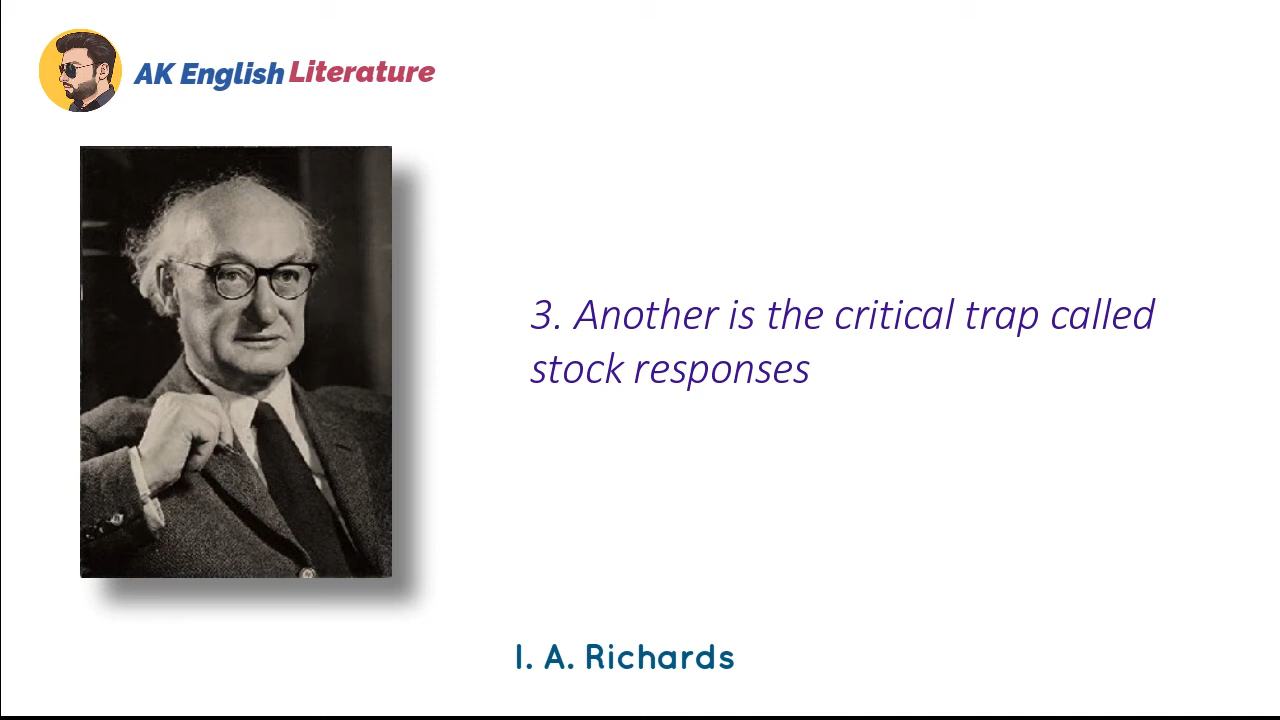 AK English Literature
3. Another is the critical trap called
stock responses
I. A. Richards